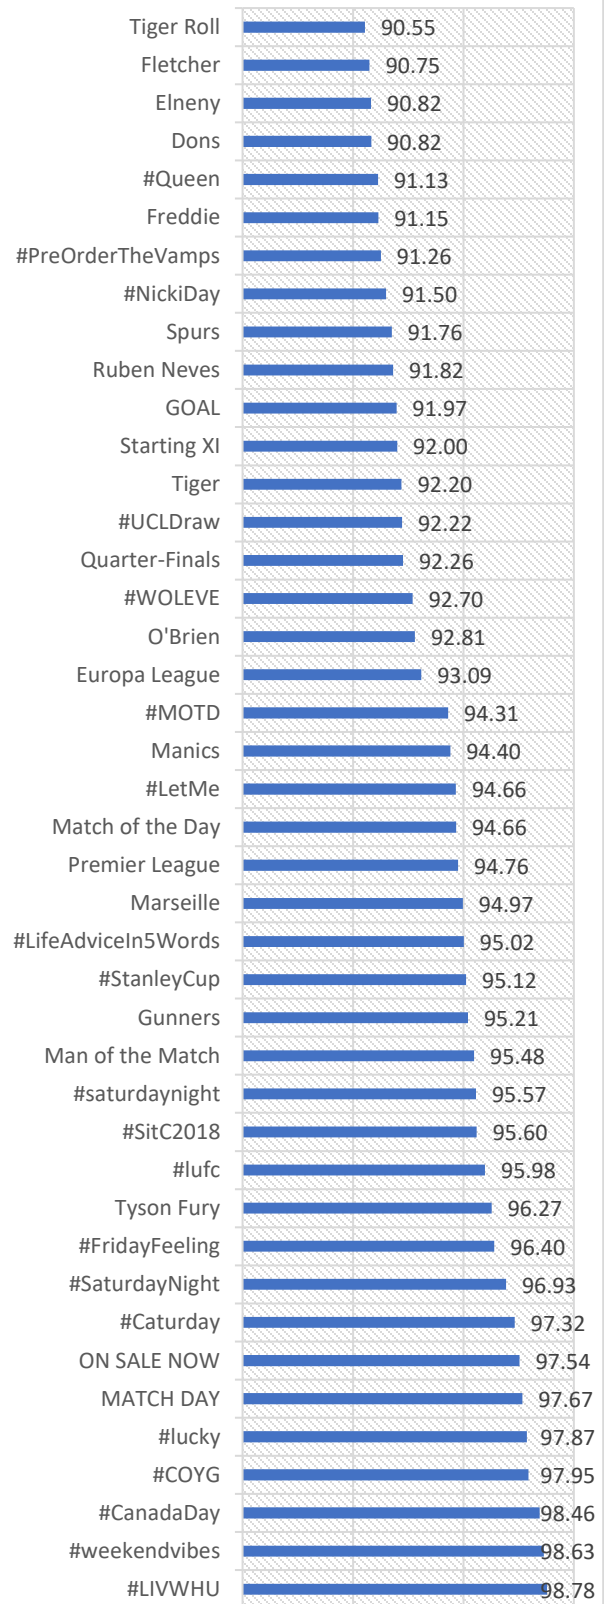 Tiger Roll 90.55
Fletcher 90.75
Elneny 90.82
Dons 90.82
#Queen 91.13
Freddie 91.15
#PreOrderTheVamps 91.26
#NickiDay 91.50
Spurs 91.76
Ruben Neves 91.82
GOAL 91.97
Starting XI 92.00
Tiger 92.20
#UCLDraw 92.22
Quarter-Finals 92.26
#WOLEVE 92.70
O'Brien 92.81
Europa League 93.09
#MOTD 94.31
Manics 94.40
#LetMe 94.66
Match of the Day 94.66
Premier League 94.76
Marseille 94.97
#LifeAdviceIn5Words 95.02
#StanleyCup 95.12
Gunners 95.21
Man of the Match 95.48
#saturdaynight 95.57
#SitC2018 95.60
#lufc 95.98
Tyson Fury 96.27
#FridayFeeling 96.40
#SaturdayNight 96.93
#Caturday 97.32
ON SALE NOW 97.54
MATCH DAY 97.67
#lucky 97.87
#COYG 97.95
#CanadaDay 98.46
#weekendvibes 98.63
#LIVWHU 98.78